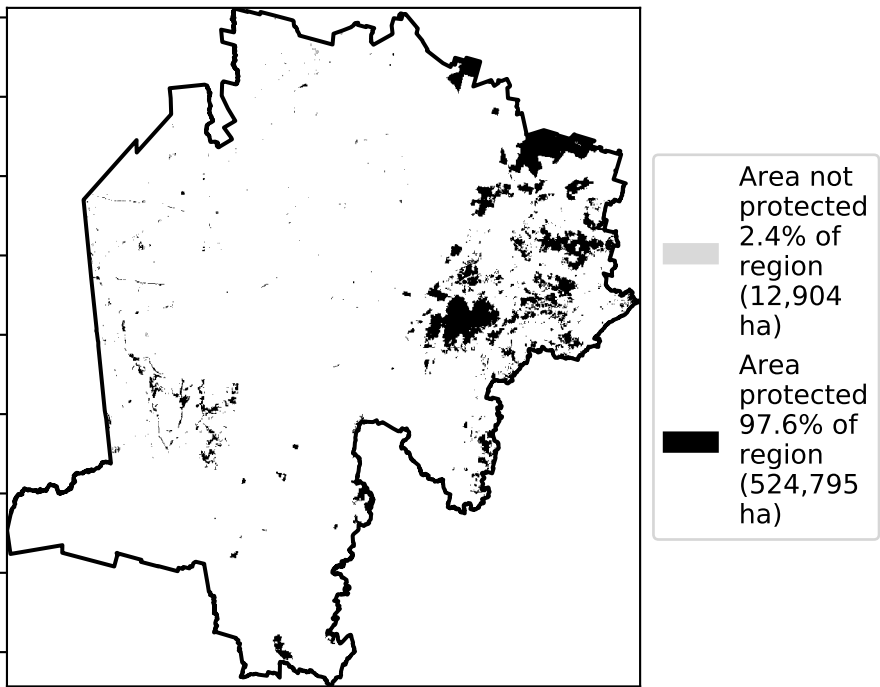 Area not
protected
2.4% of
region
(12,904
ha)
Area
protected
97.6% of
region
(524,795
ha)